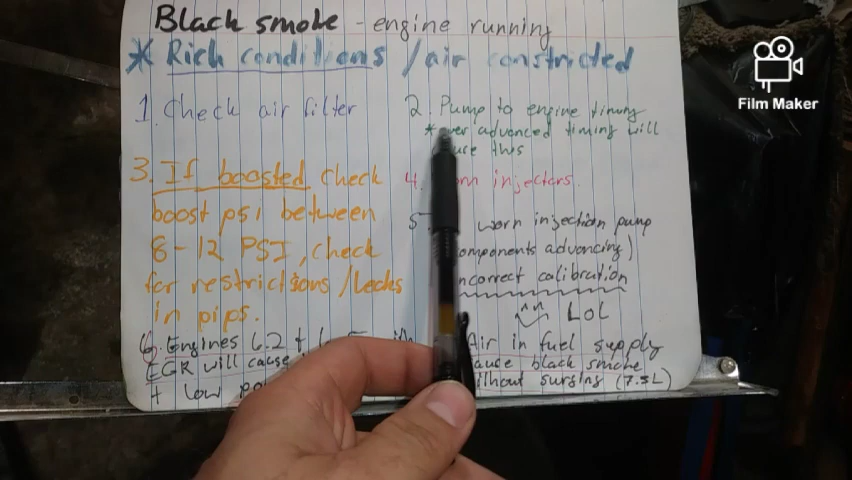 Black smoke - engine running
* Rich conditions / air constricted
1. Check air filter
2. Pump to engine timing
* over advanced timing will
this
3. If boosted check
boost psi between
8-12 PSI, check
for restrictions / Leaks
in pips.
4. injectors.
5. worn injection pump
components advancing)
incorrect calibration
^^ LOL
6. Engines 6.2 &
EGR will cause
+ low
Air in fuel supply
cause black smoke
without surging (7.3L)
Film Maker